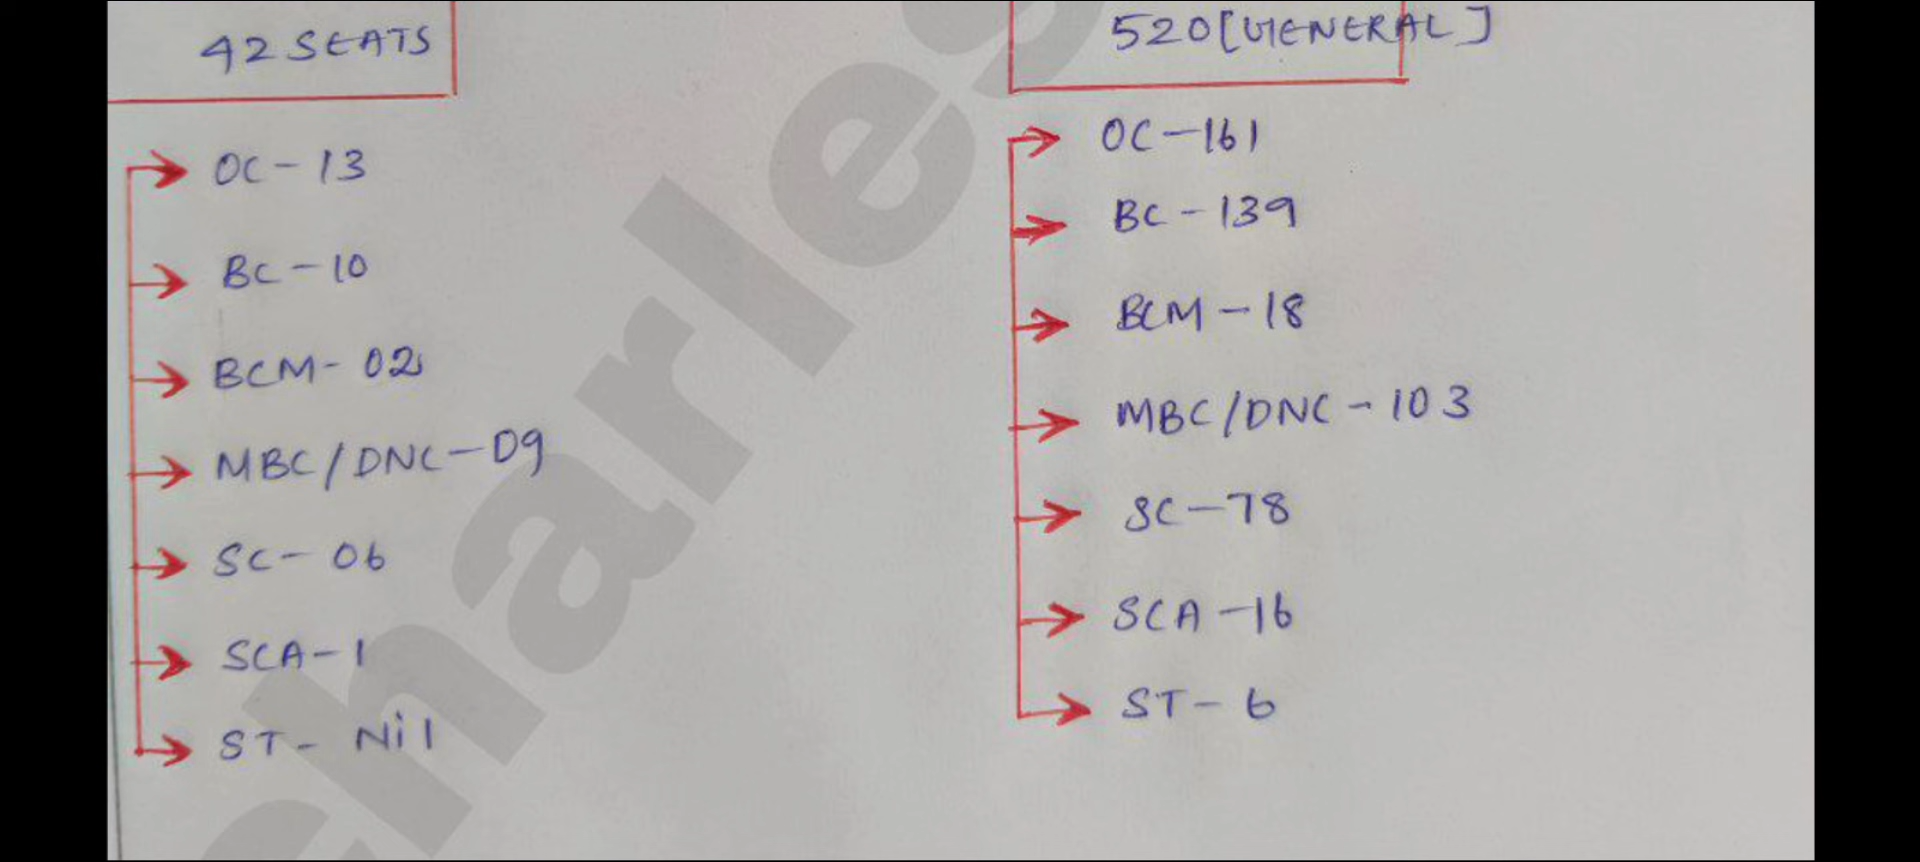 42 SEATS
OC - 13
BC - 10
BCM - 02
MBC/DNC - 09
SC - 06
SCA - 1
ST - Nil
520 [GENERAL]
OC - 161
BC - 139
BCM - 18
MBC/DNC - 103
SC - 78
SCA - 16
ST - 6
charles